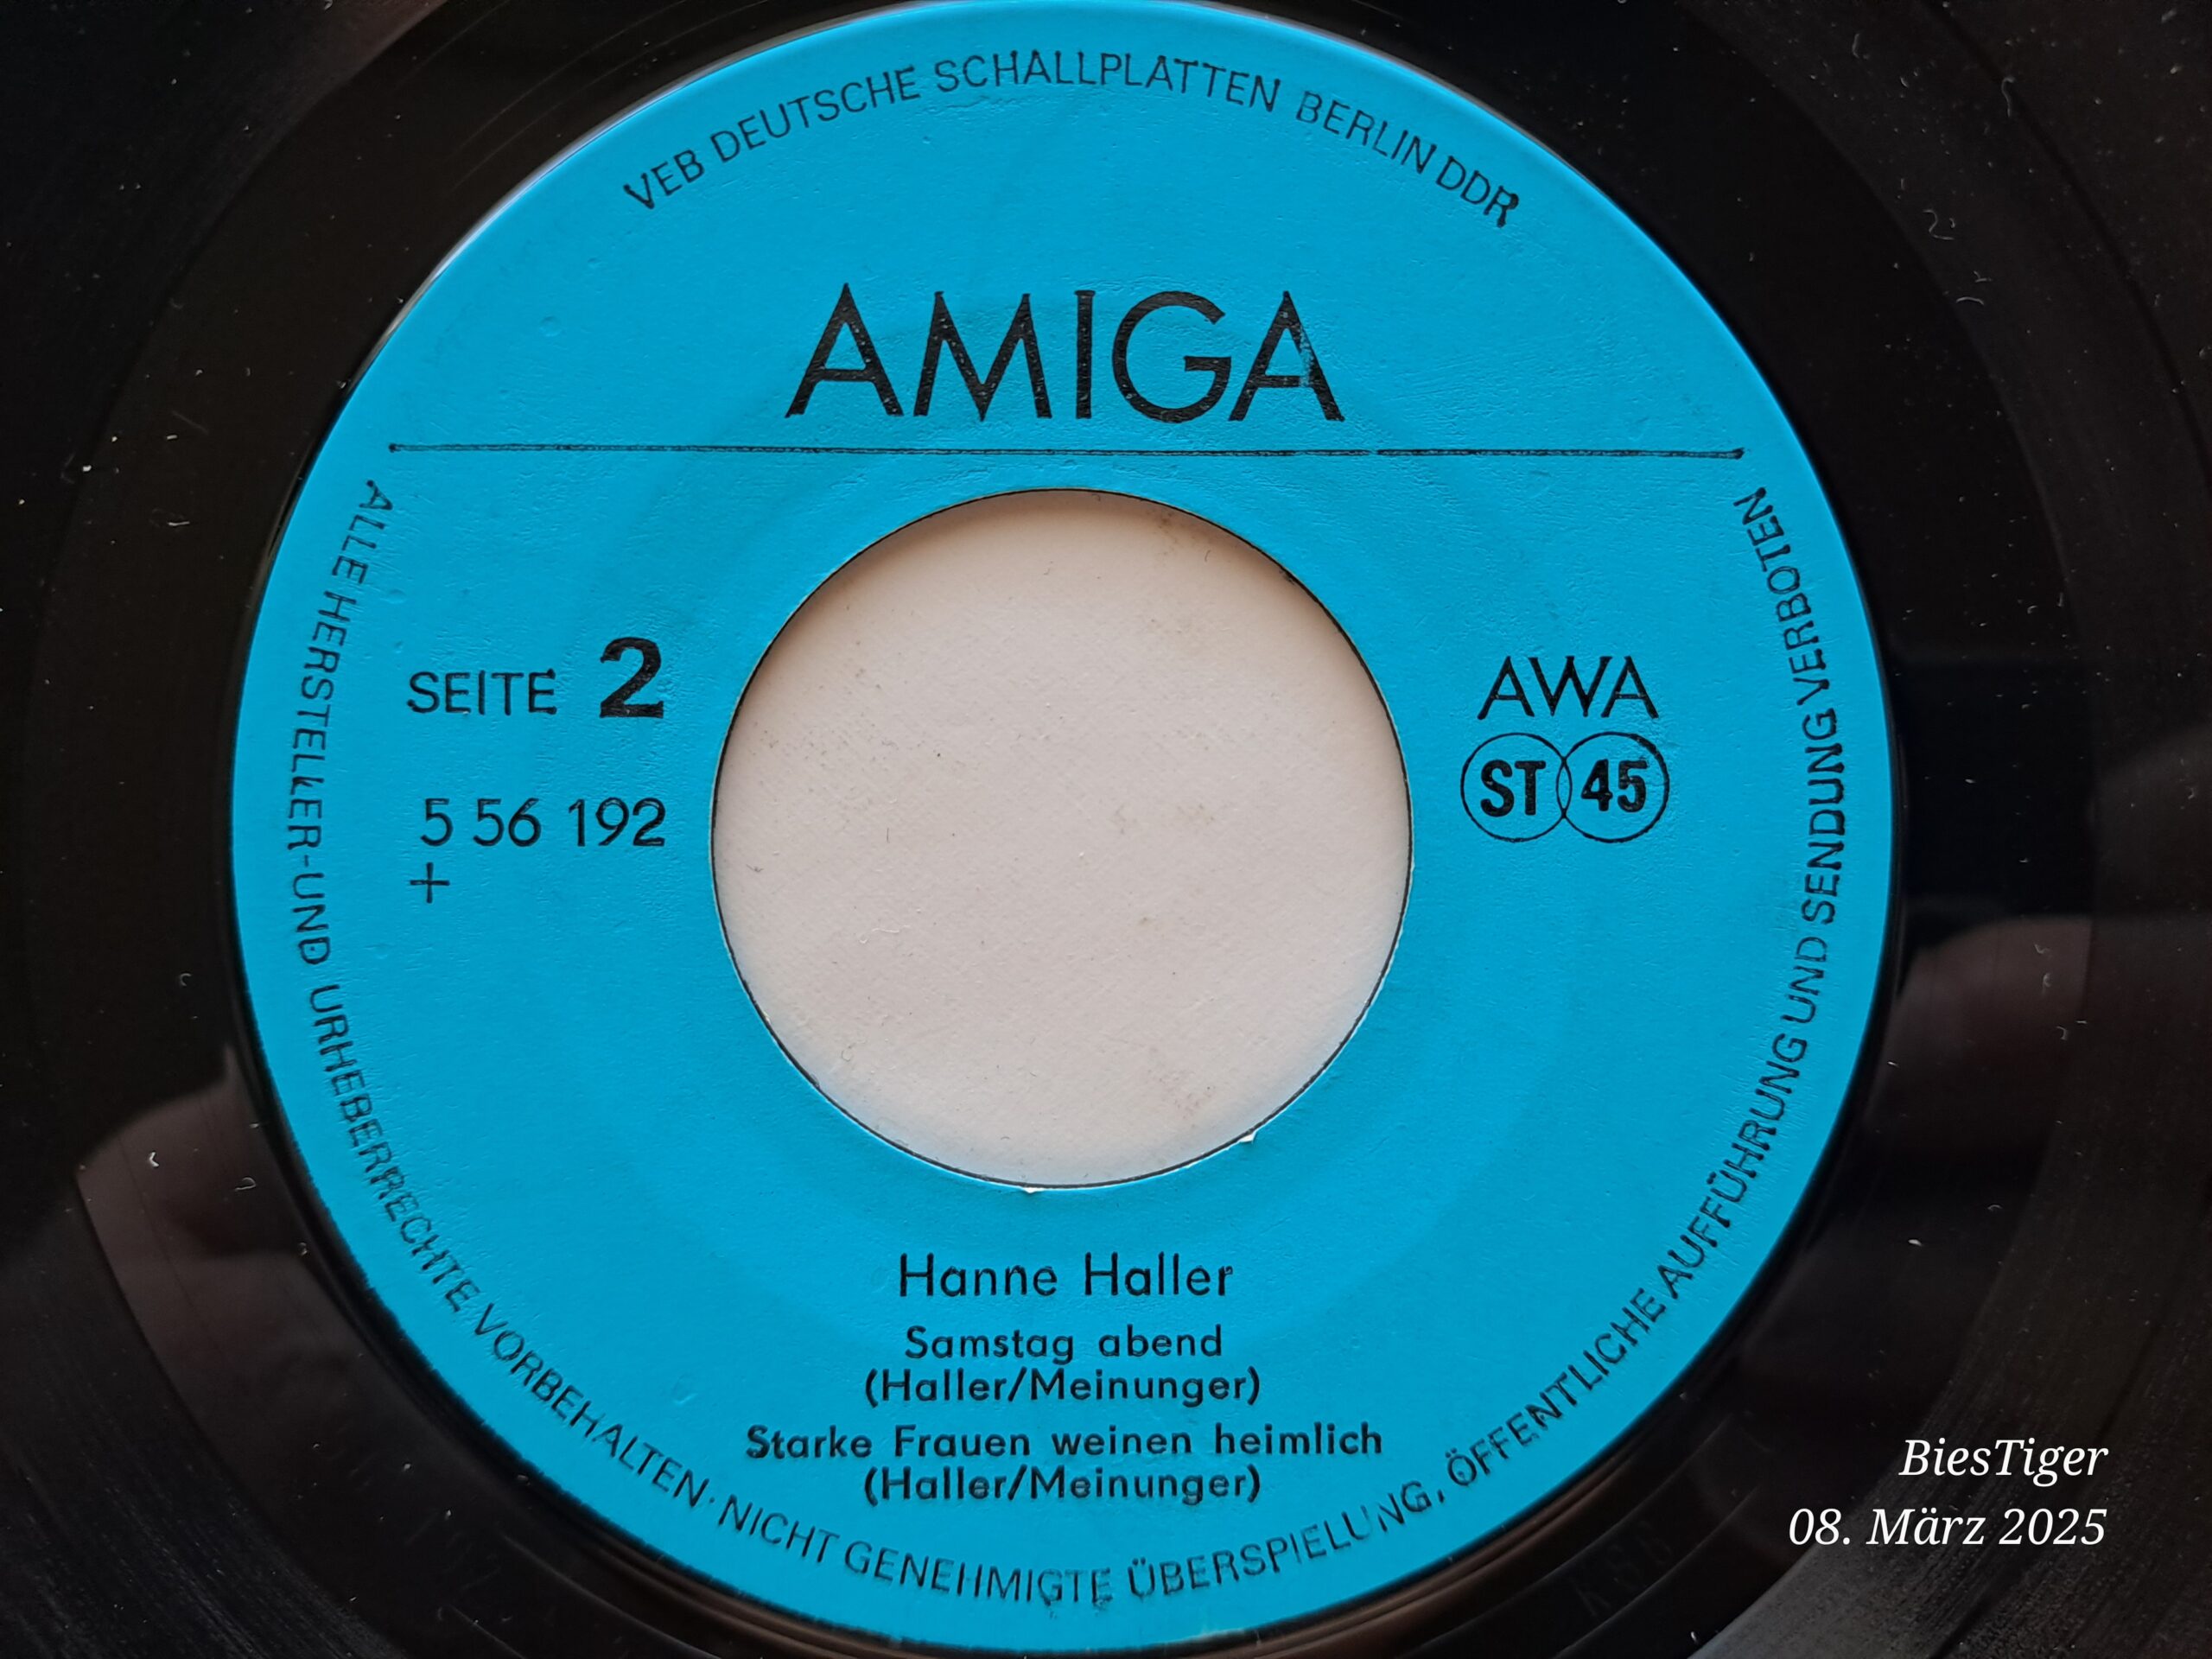 VEB DEUTSCHE SCHALLPLATTEN BERLIN DDR
AMIGA
SEITE 2
5 56 192
+
AWA
ST 45
Hanne Haller
Samstag abend
(Haller/Meinunger)
Starke Frauen weinen heimlich
(Haller/Meinunger)
ALLE HERSTELLER-UND URHEBERRECHTE VORBEHALTEN · NICHT GENEHMIGTE ÜBERSPIELUNG, ÖFFENTLICHE AUFFÜHRUNG UND SENDUNG VERBOTEN
BiesTiger
08. März 2025